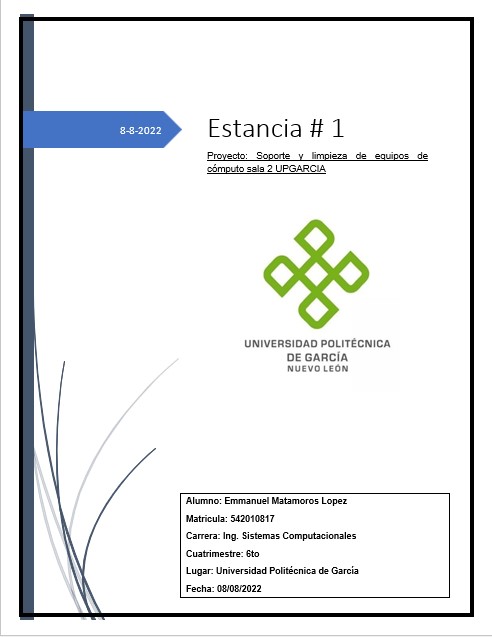 8-8-2022
Estancia # 1
Proyecto: Soporte y limpieza de equipos de
cómputo sala 2 UPGARCIA
UNIVERSIDAD POLITÉCNICA
DE GARCÍA
NUEVO LEÓN
Alumno: Emmanuel Matamoros Lopez
Matricula: 542010817
Carrera: Ing. Sistemas Computacionales
Cuatrimestre: 6to
Lugar: Universidad Politécnica de García
Fecha: 08/08/2022